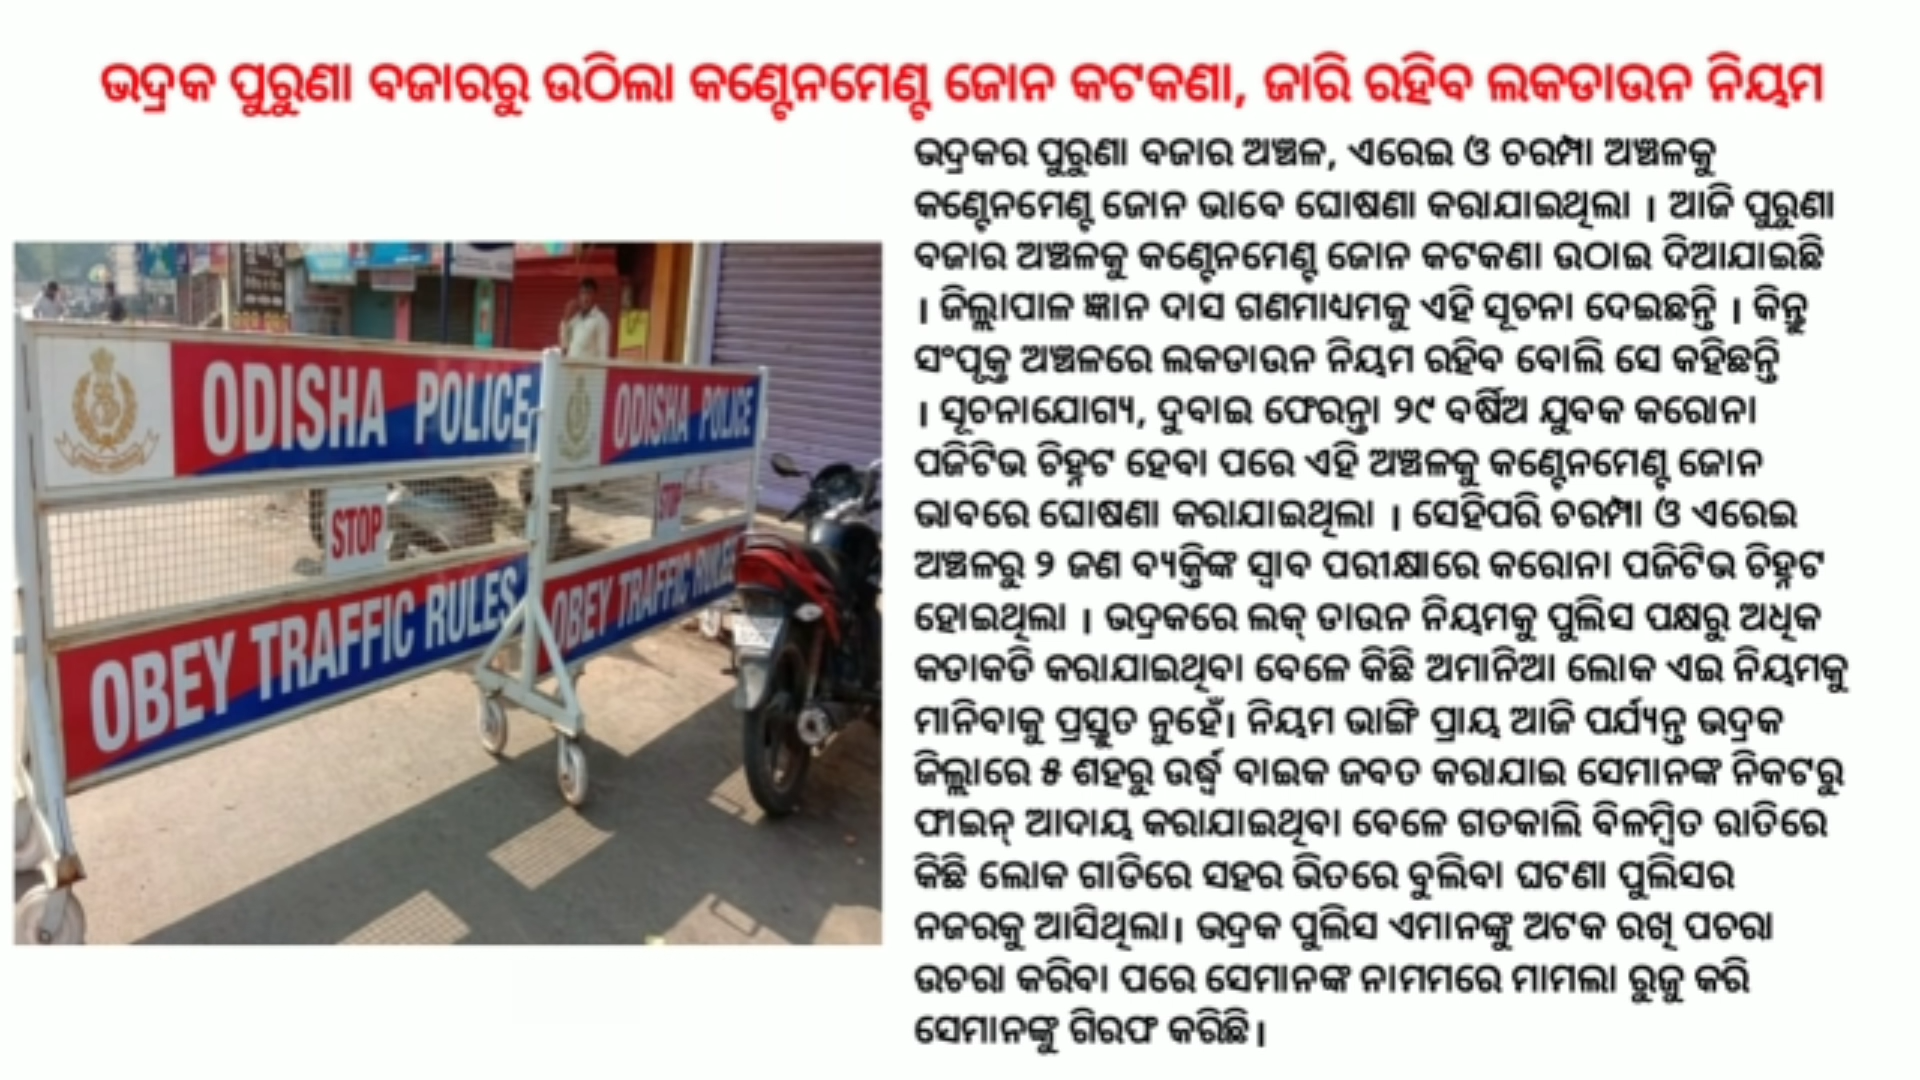 ଭଦ୍ରକ ପୁରୁଣା ବଜାରରୁ ଉଠିଲା କଣ୍ଟେନମେଣ୍ଟ ଜୋନ କଟକଣା, ଜାରି ରହିବ ଲକଡାଉନ ନିୟମ
ଭଦ୍ରକର ପୁରୁଣା ବଜାର ଅଞ୍ଚଳ, ଏରେଇ ଓ ଚରମ୍ପା ଅଞ୍ଚଳକୁ
କଣ୍ଟେନମେଣ୍ଟ ଜୋନ ଭାବେ ଘୋଷଣା କରାଯାଇଥିଲା । ଆଜି ପୁରୁଣା
ବଜାର ଅଞ୍ଚଳକୁ କଣ୍ଟେନମେଣ୍ଟ ଜୋନ କଟକଣା ଉଠାଇ ଦିଆଯାଇଛି
। ଜିଲ୍ଲାପାଳ ଜ୍ଞାନ ଦାସ ଗଣମାଧ୍ୟମକୁ ଏହି ସୂଚନା ଦେଇଛନ୍ତି । କିନ୍ତୁ
ସଂପୃକ୍ତ ଅଞ୍ଚଳରେ ଲକଡାଉନ ନିୟମ ରହିବ ବୋଲି ସେ କହିଛନ୍ତି
। ସୂଚନାଯୋଗ୍ୟ, ଦୁବାଇ ଫେରନ୍ତା ୨୯ ବର୍ଷିଅ ଯୁବକ କରୋନା
ପଜିଟିଭ ଚିହ୍ନଟ ହେବା ପରେ ଏହି ଅଞ୍ଚଳକୁ କଣ୍ଟେନମେଣ୍ଟ ଜୋନ
ଭାବରେ ଘୋଷଣା କରାଯାଇଥିଲା । ସେହିପରି ଚରମ୍ପା ଓ ଏରେଇ
ଅଞ୍ଚଳରୁ ୨ ଜଣ ବ୍ୟକ୍ତିଙ୍କ ସ୍ୱାବ ପରୀକ୍ଷାରେ କରୋନା ପଜିଟିଭ ଚିହ୍ନଟ
ହୋଇଥିଲା । ଭଦ୍ରକରେ ଲକ୍ ଡାଉନ ନିୟମକୁ ପୁଲିସ ପକ୍ଷରୁ ଅଧିକ
କଡାକଡି କରାଯାଇଥିବା ବେଳେ କିଛି ଅମାନିଆ ଲୋକ ଏଇ ନିୟମକୁ
ମାନିବାକୁ ପ୍ରସ୍ତୁତ ନୁହେଁ। ନିୟମ ଭାଙ୍ଗି ପ୍ରାୟ ଆଜି ପର୍ଯ୍ୟନ୍ତ ଭଦ୍ରକ
ଜିଲ୍ଲାରେ ୫ ଶହରୁ ଉର୍ଦ୍ଧ୍ୱ ବାଇକ ଜବତ କରାଯାଇ ସେମାନଙ୍କ ନିକଟରୁ
ଫାଇନ୍ ଆଦାୟ କରାଯାଇଥିବା ବେଳେ ଗତକାଲି ବିଳମ୍ବିତ ରାତିରେ
କିଛି ଲୋକ ଗାଡିରେ ସହର ଭିତରେ ବୁଲିବା ଘଟଣା ପୁଲିସର
ନଜରକୁ ଆସିଥିଲା। ଭଦ୍ରକ ପୁଲିସ ଏମାନଙ୍କୁ ଅଟକ ରଖି ପଚରା
ଉଚରା କରିବା ପରେ ସେମାନଙ୍କ ନାମମରେ ମାମଲା ରୁଜୁ କରି
ସେମାନଙ୍କୁ ଗିରଫ କରିଛି।
ODISHA POLICE
ODISHA POLICE
STOP
STOP
OBEY TRAFFIC RULES
OBEY TRAFFIC RULES